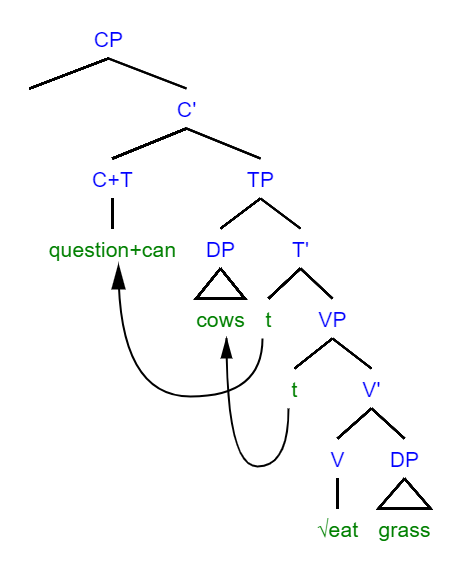 CP
C'
C+T TP
question+can DP T'
cows t VP
t V'
V DP
√eat grass